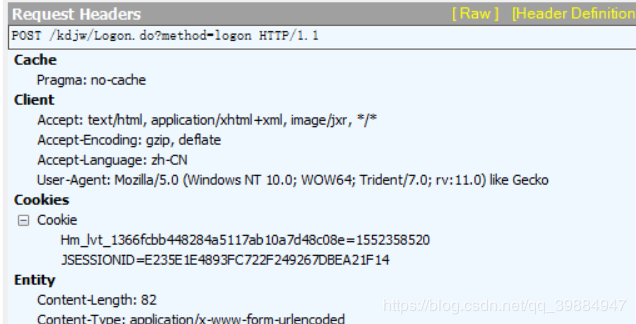 Request Headers [ Raw ] [Header Definition
POST /kdjw/Logon.do?method=logon HTTP/1.1
Cache
Pragma: no-cache
Client
Accept: text/html, application/xhtml+xml, image/jxr, */*
Accept-Encoding: gzip, deflate
Accept-Language: zh-CN
User-Agent: Mozilla/5.0 (Windows NT 10.0; WOW64; Trident/7.0; rv:11.0) like Gecko
Cookies
Cookie
Hm_lvt_1366fcbb448284a5117ab10a7d48c08e=1552358520
JSESSIONID=E235E1E4893FC722F249267DBEA21F14
Entity
Content-Length: 82
https://blog.csdn.net/qq_39884947
Content-Type: application/x-www-form-urlencoded